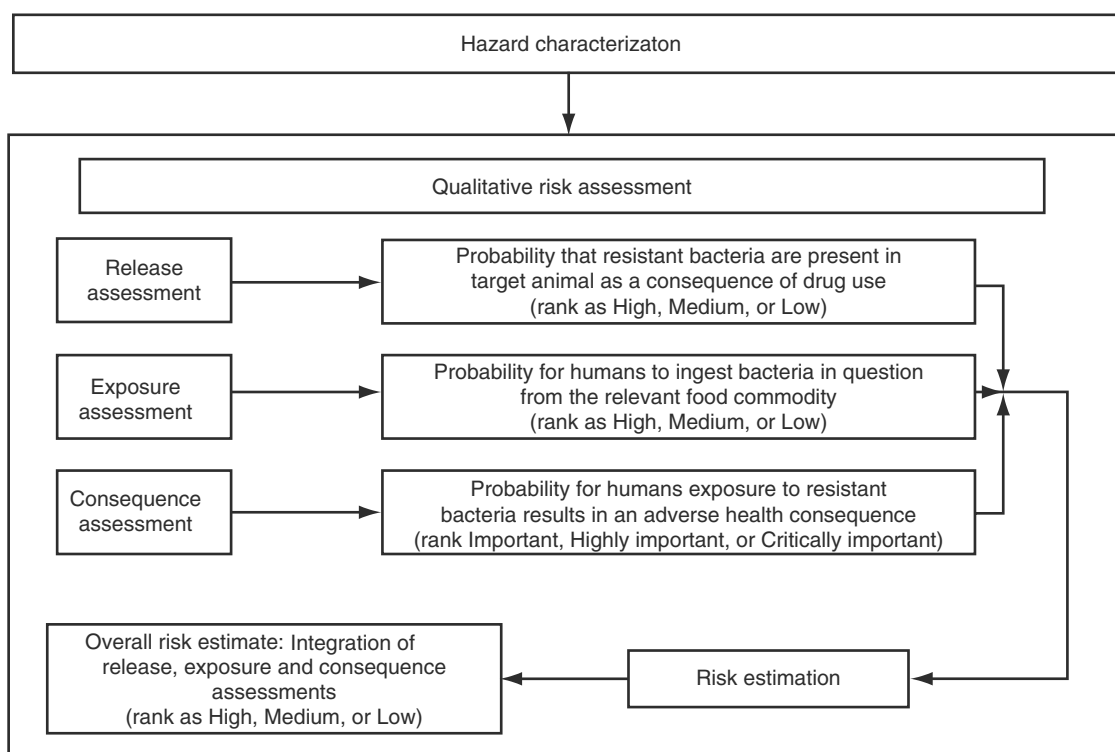 Hazard characterizaton
Qualitative risk assessment
Release
assessment
Probability that resistant bacteria are present in
target animal as a consequence of drug use
(rank as High, Medium, or Low)
Exposure
assessment
Probability for humans to ingest bacteria in question
from the relevant food commodity
(rank as High, Medium, or Low)
Consequence
assessment
Probability for humans exposure to resistant
bacteria results in an adverse health consequence
(rank Important, Highly important, or Critically important)
Overall risk estimate: Integration of
release, exposure and consequence
assessments
(rank as High, Medium, or Low)
Risk estimation